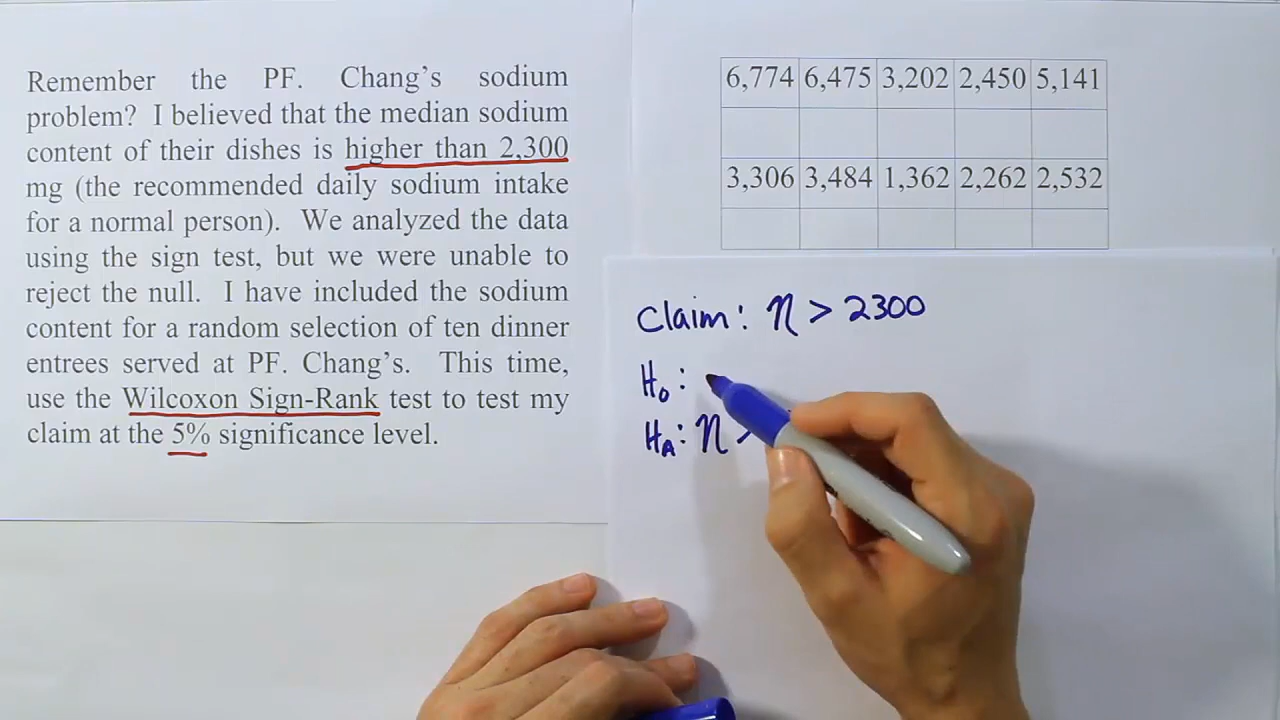 Remember the PF. Chang's sodium
problem? I believed that the median sodium
content of their dishes is higher than 2,300
mg (the recommended daily sodium intake
for a normal person). We analyzed the data
using the sign test, but we were unable to
reject the null. I have included the sodium
content for a random selection of ten dinner
entrees served at PF. Chang's. This time,
use the Wilcoxon Sign-Rank test to test my
claim at the 5% significance level.
6,774 6,475 3,202 2,450 5,141
3,306 3,484 1,362 2,262 2,532
Claim: η > 2300
H₀:
Hₐ: η >